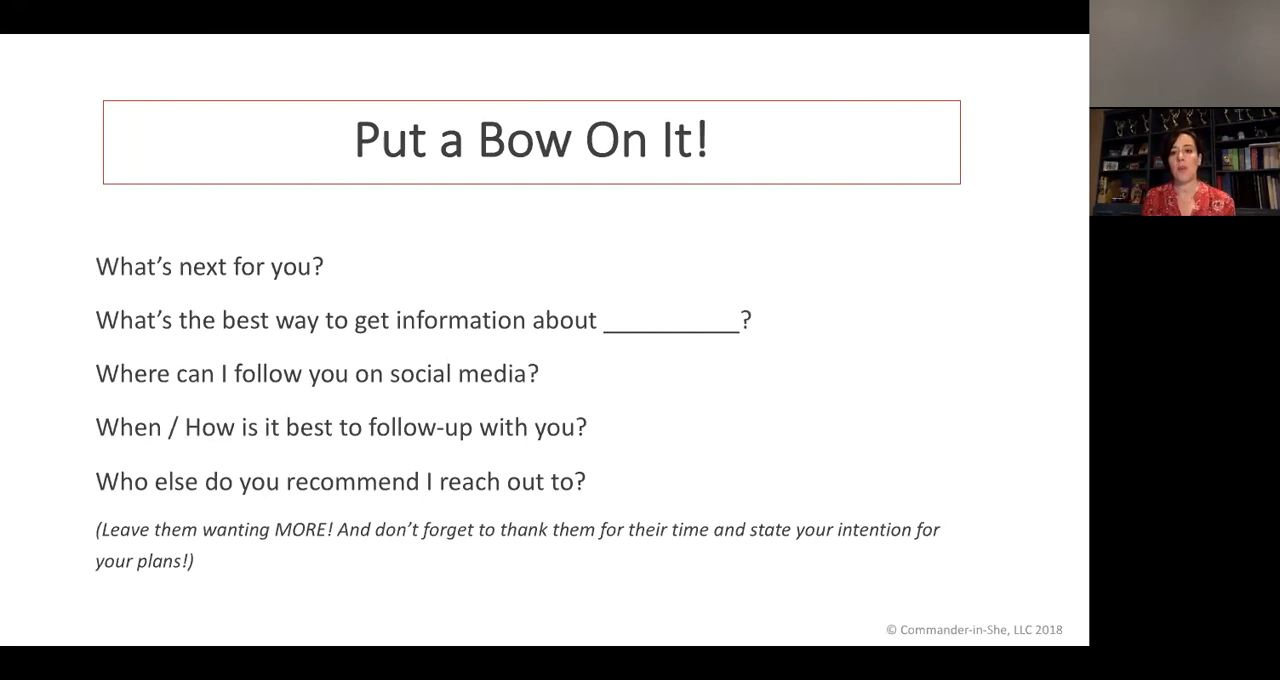 Put a Bow On It!
What’s next for you?
What’s the best way to get information about __________?
Where can I follow you on social media?
When / How is it best to follow-up with you?
Who else do you recommend I reach out to?
(Leave them wanting MORE! And don’t forget to thank them for their time and state your intention for
your plans!)
© Commander-in-She, LLC 2018